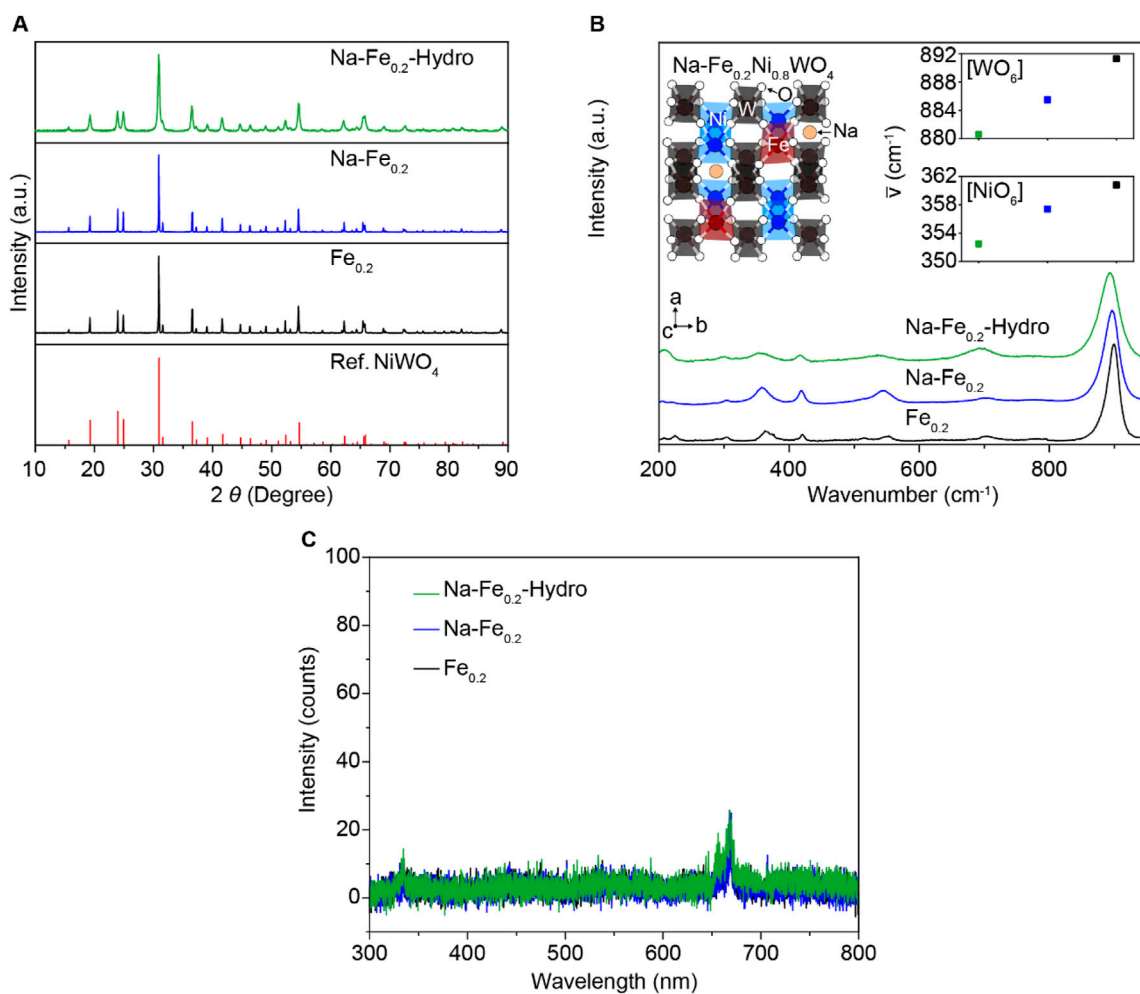 A
Na-Fe0.2-Hydro
Na-Fe0.2
Fe0.2
Ref. NiWO4
Intensity (a.u.)
10 20 30 40 50 60 70 80 90
2 θ (Degree)
B
Na-Fe0.2Ni0.8WO4
O
W
Ni
Na
Fe
a
c b
Intensity (a.u.)
892
888
884
880
[WO6]
ν̅ (cm-1)
362
358
354
350
[NiO6]
Na-Fe0.2-Hydro
Na-Fe0.2
Fe0.2
200 400 600 800
Wavenumber (cm-1)
C
100
80
60
40
20
0
Intensity (counts)
Na-Fe0.2-Hydro
Na-Fe0.2
Fe0.2
300 400 500 600 700 800
Wavelength (nm)